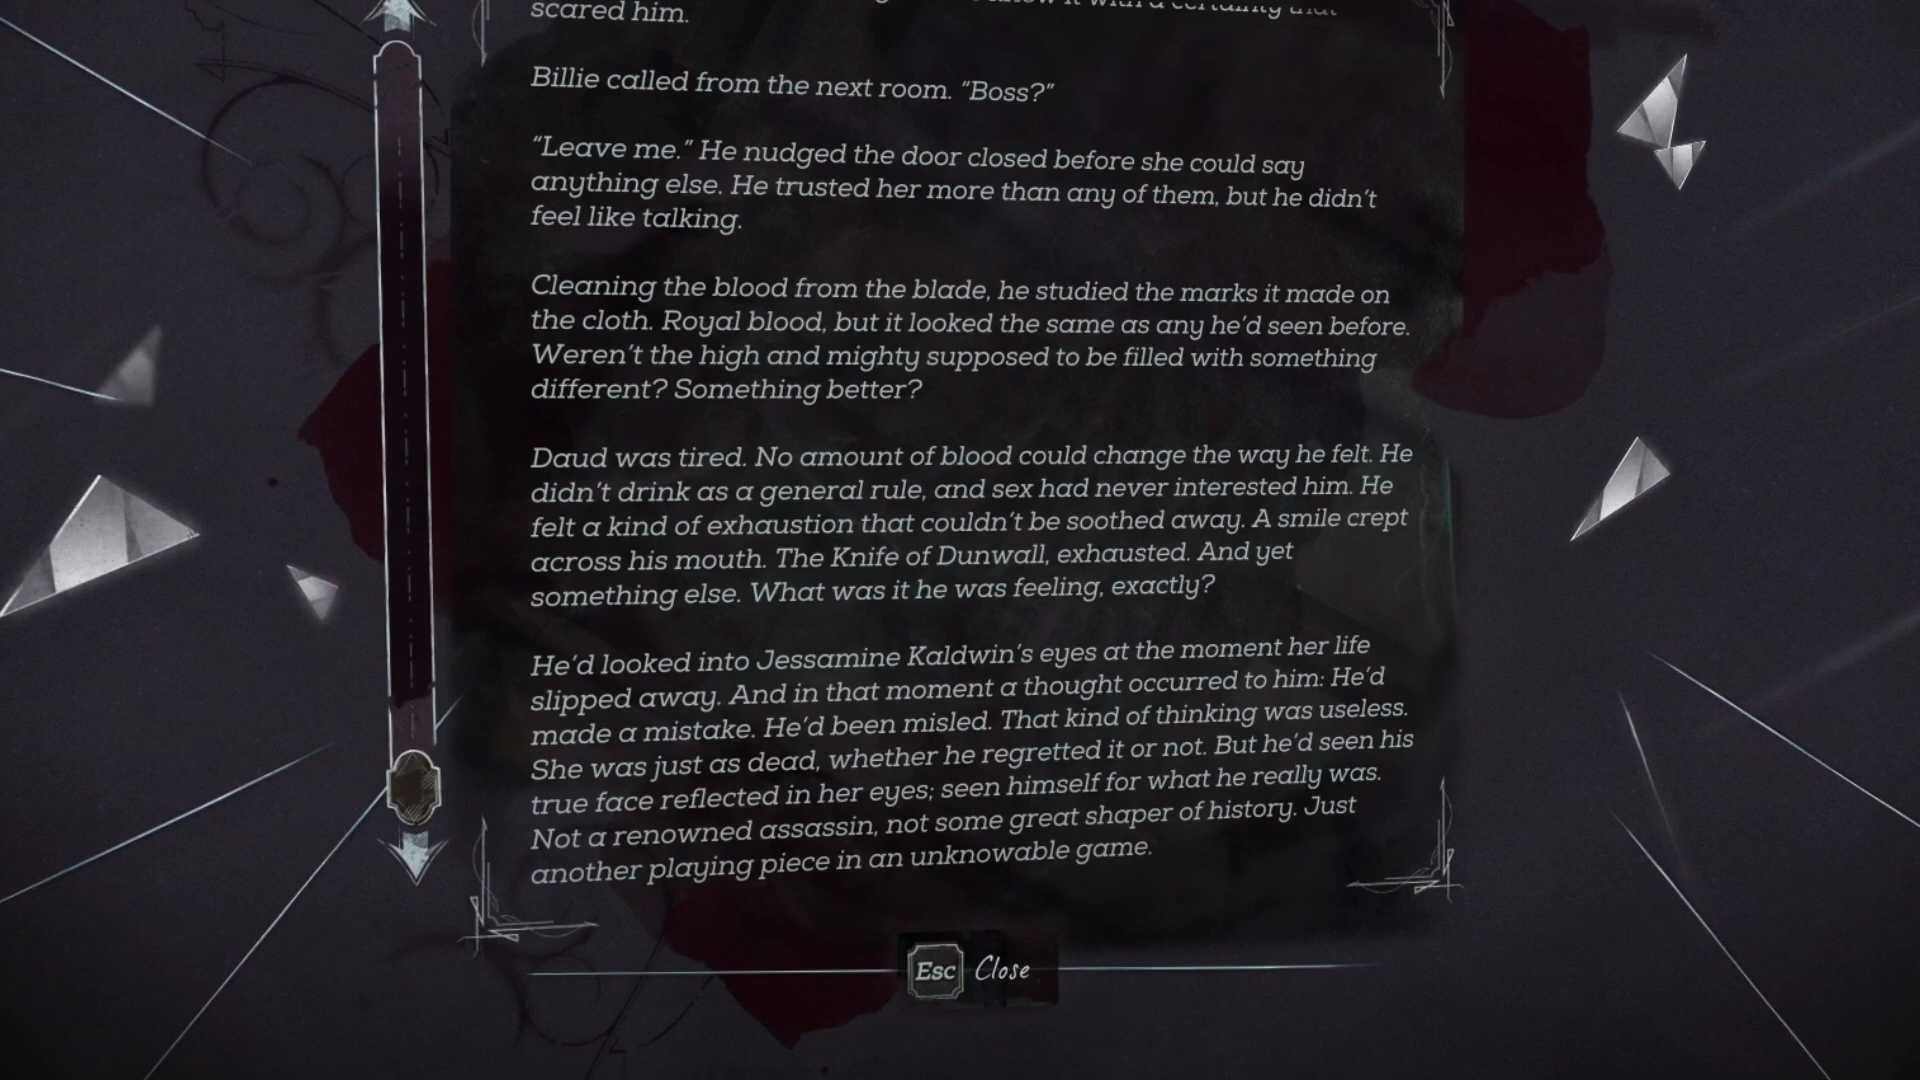 it with a certainty that
scared him.
Billie called from the next room. “Boss?”
“Leave me.” He nudged the door closed before she could say
anything else. He trusted her more than any of them, but he didn’t
feel like talking.
Cleaning the blood from the blade, he studied the marks it made on
the cloth. Royal blood, but it looked the same as any he’d seen before.
Weren’t the high and mighty supposed to be filled with something
different? Something better?
Daud was tired. No amount of blood could change the way he felt. He
didn’t drink as a general rule, and sex had never interested him. He
felt a kind of exhaustion that couldn’t be soothed away. A smile crept
across his mouth. The Knife of Dunwall, exhausted. And yet
something else. What was it he was feeling, exactly?
He’d looked into Jessamine Kaldwin’s eyes at the moment her life
slipped away. And in that moment a thought occurred to him: He’d
made a mistake. He’d been misled. That kind of thinking was useless.
She was just as dead, whether he regretted it or not. But he’d seen his
true face reflected in her eyes; seen himself for what he really was.
Not a renowned assassin, not some great shaper of history. Just
another playing piece in an unknowable game.
Esc Close